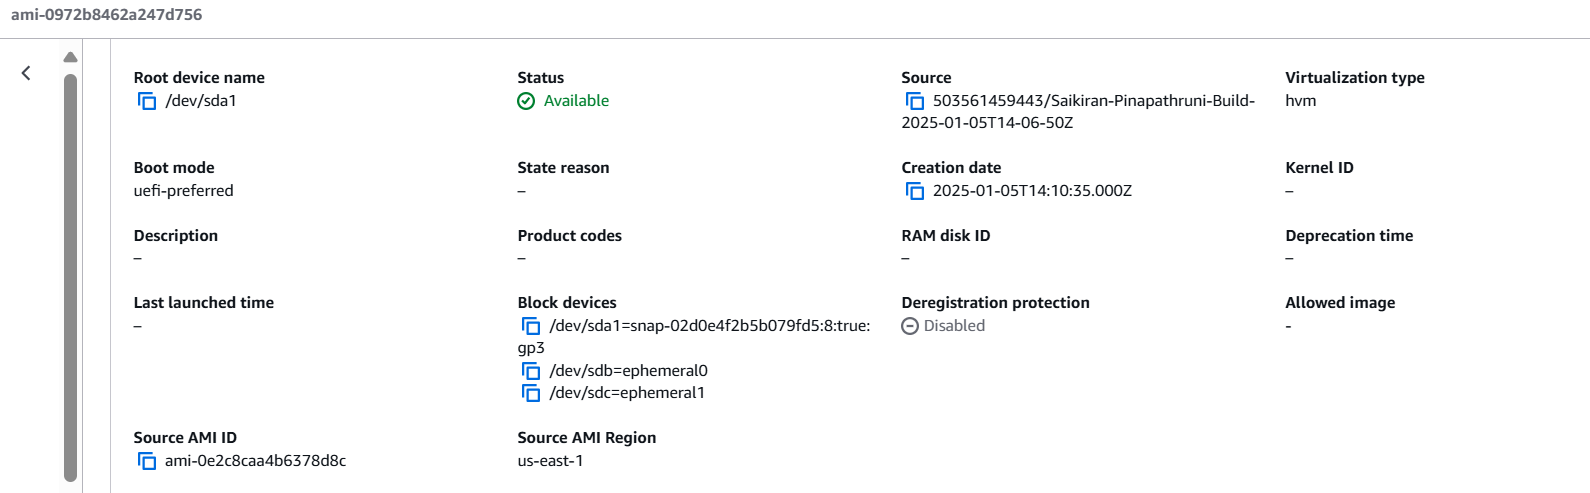 ami-0972b8462a247d756
Root device name
/dev/sda1
Status
Available
Source
503561459443/Saikiran-Pinapathruni-Build-
2025-01-05T14-06-50Z
Virtualization type
hvm
Boot mode
uefi-preferred
State reason
–
Creation date
2025-01-05T14:10:35.000Z
Kernel ID
–
Description
–
Product codes
–
RAM disk ID
–
Deprecation time
–
Last launched time
–
Block devices
/dev/sda1=snap-02d0e4f2b5b079fd5:8:true:
gp3
/dev/sdb=ephemeral0
/dev/sdc=ephemeral1
Deregistration protection
Disabled
Allowed image
-
Source AMI ID
ami-0e2c8caa4b6378d8c
Source AMI Region
us-east-1